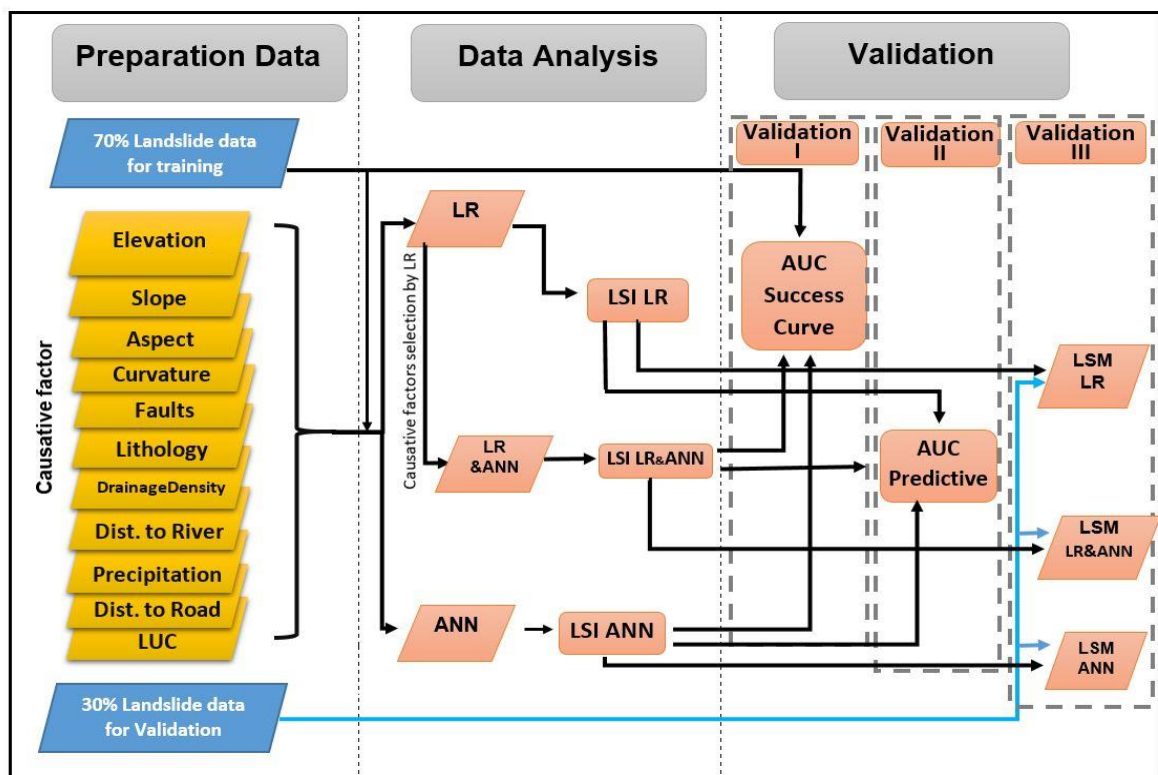 Preparation Data
Data Analysis
Validation
70% Landslide data
for training
Causative factor
Elevation
Slope
Aspect
Curvature
Faults
Lithology
DrainageDensity
Dist. to River
Precipitation
Dist. to Road
LUC
30% Landslide data
for Validation
LR
Causative factors selection by LR
LR
&ANN
ANN
LSI LR
LSI LR&ANN
LSI ANN
Validation
I
Validation
II
Validation
III
AUC
Success
Curve
AUC
Predictive
LSM
LR
LSM
LR&ANN
LSM
ANN